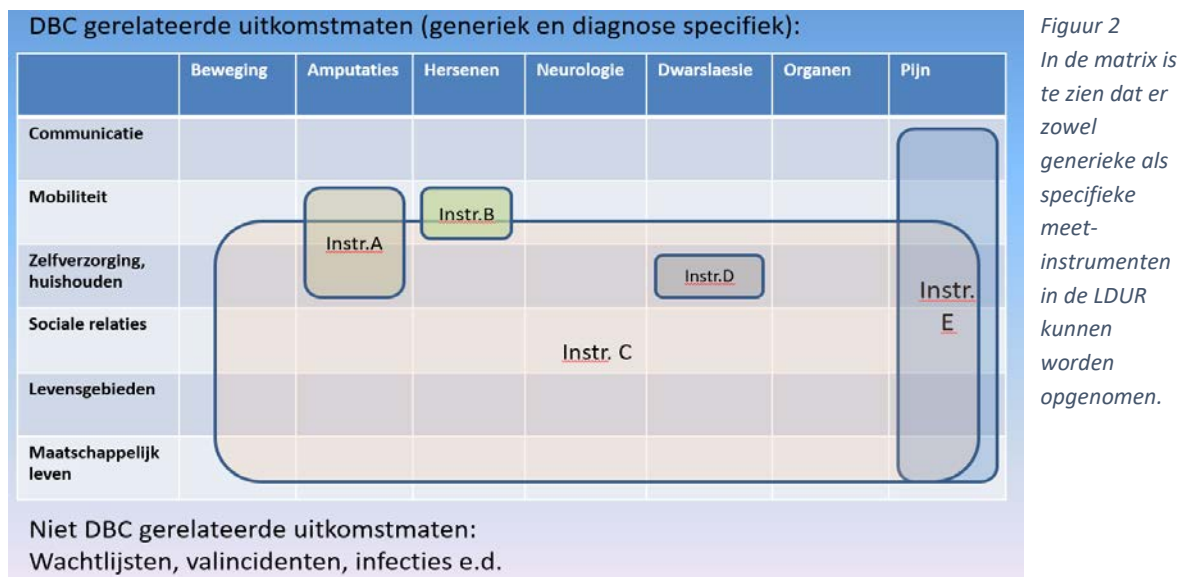 DBC gerelateerde uitkomstmaten (generiek en diagnose specifiek):
Beweging Amputaties Hersenen Neurologie Dwarslaesie Organen Pijn
Communicatie
Mobiliteit
Instr.B
Instr.A
Zelfverzorging,
huishouden
Instr.D
Instr.
E
Sociale relaties
Instr. C
Levensgebieden
Maatschappelijk
leven
Niet DBC gerelateerde uitkomstmaten:
Wachtlijsten, valincidenten, infecties e.d.
Figuur 2
In de matrix is
te zien dat er
zowel
generieke als
specifieke
meet-
instrumenten
in de LDUR
kunnen
worden
opgenomen.